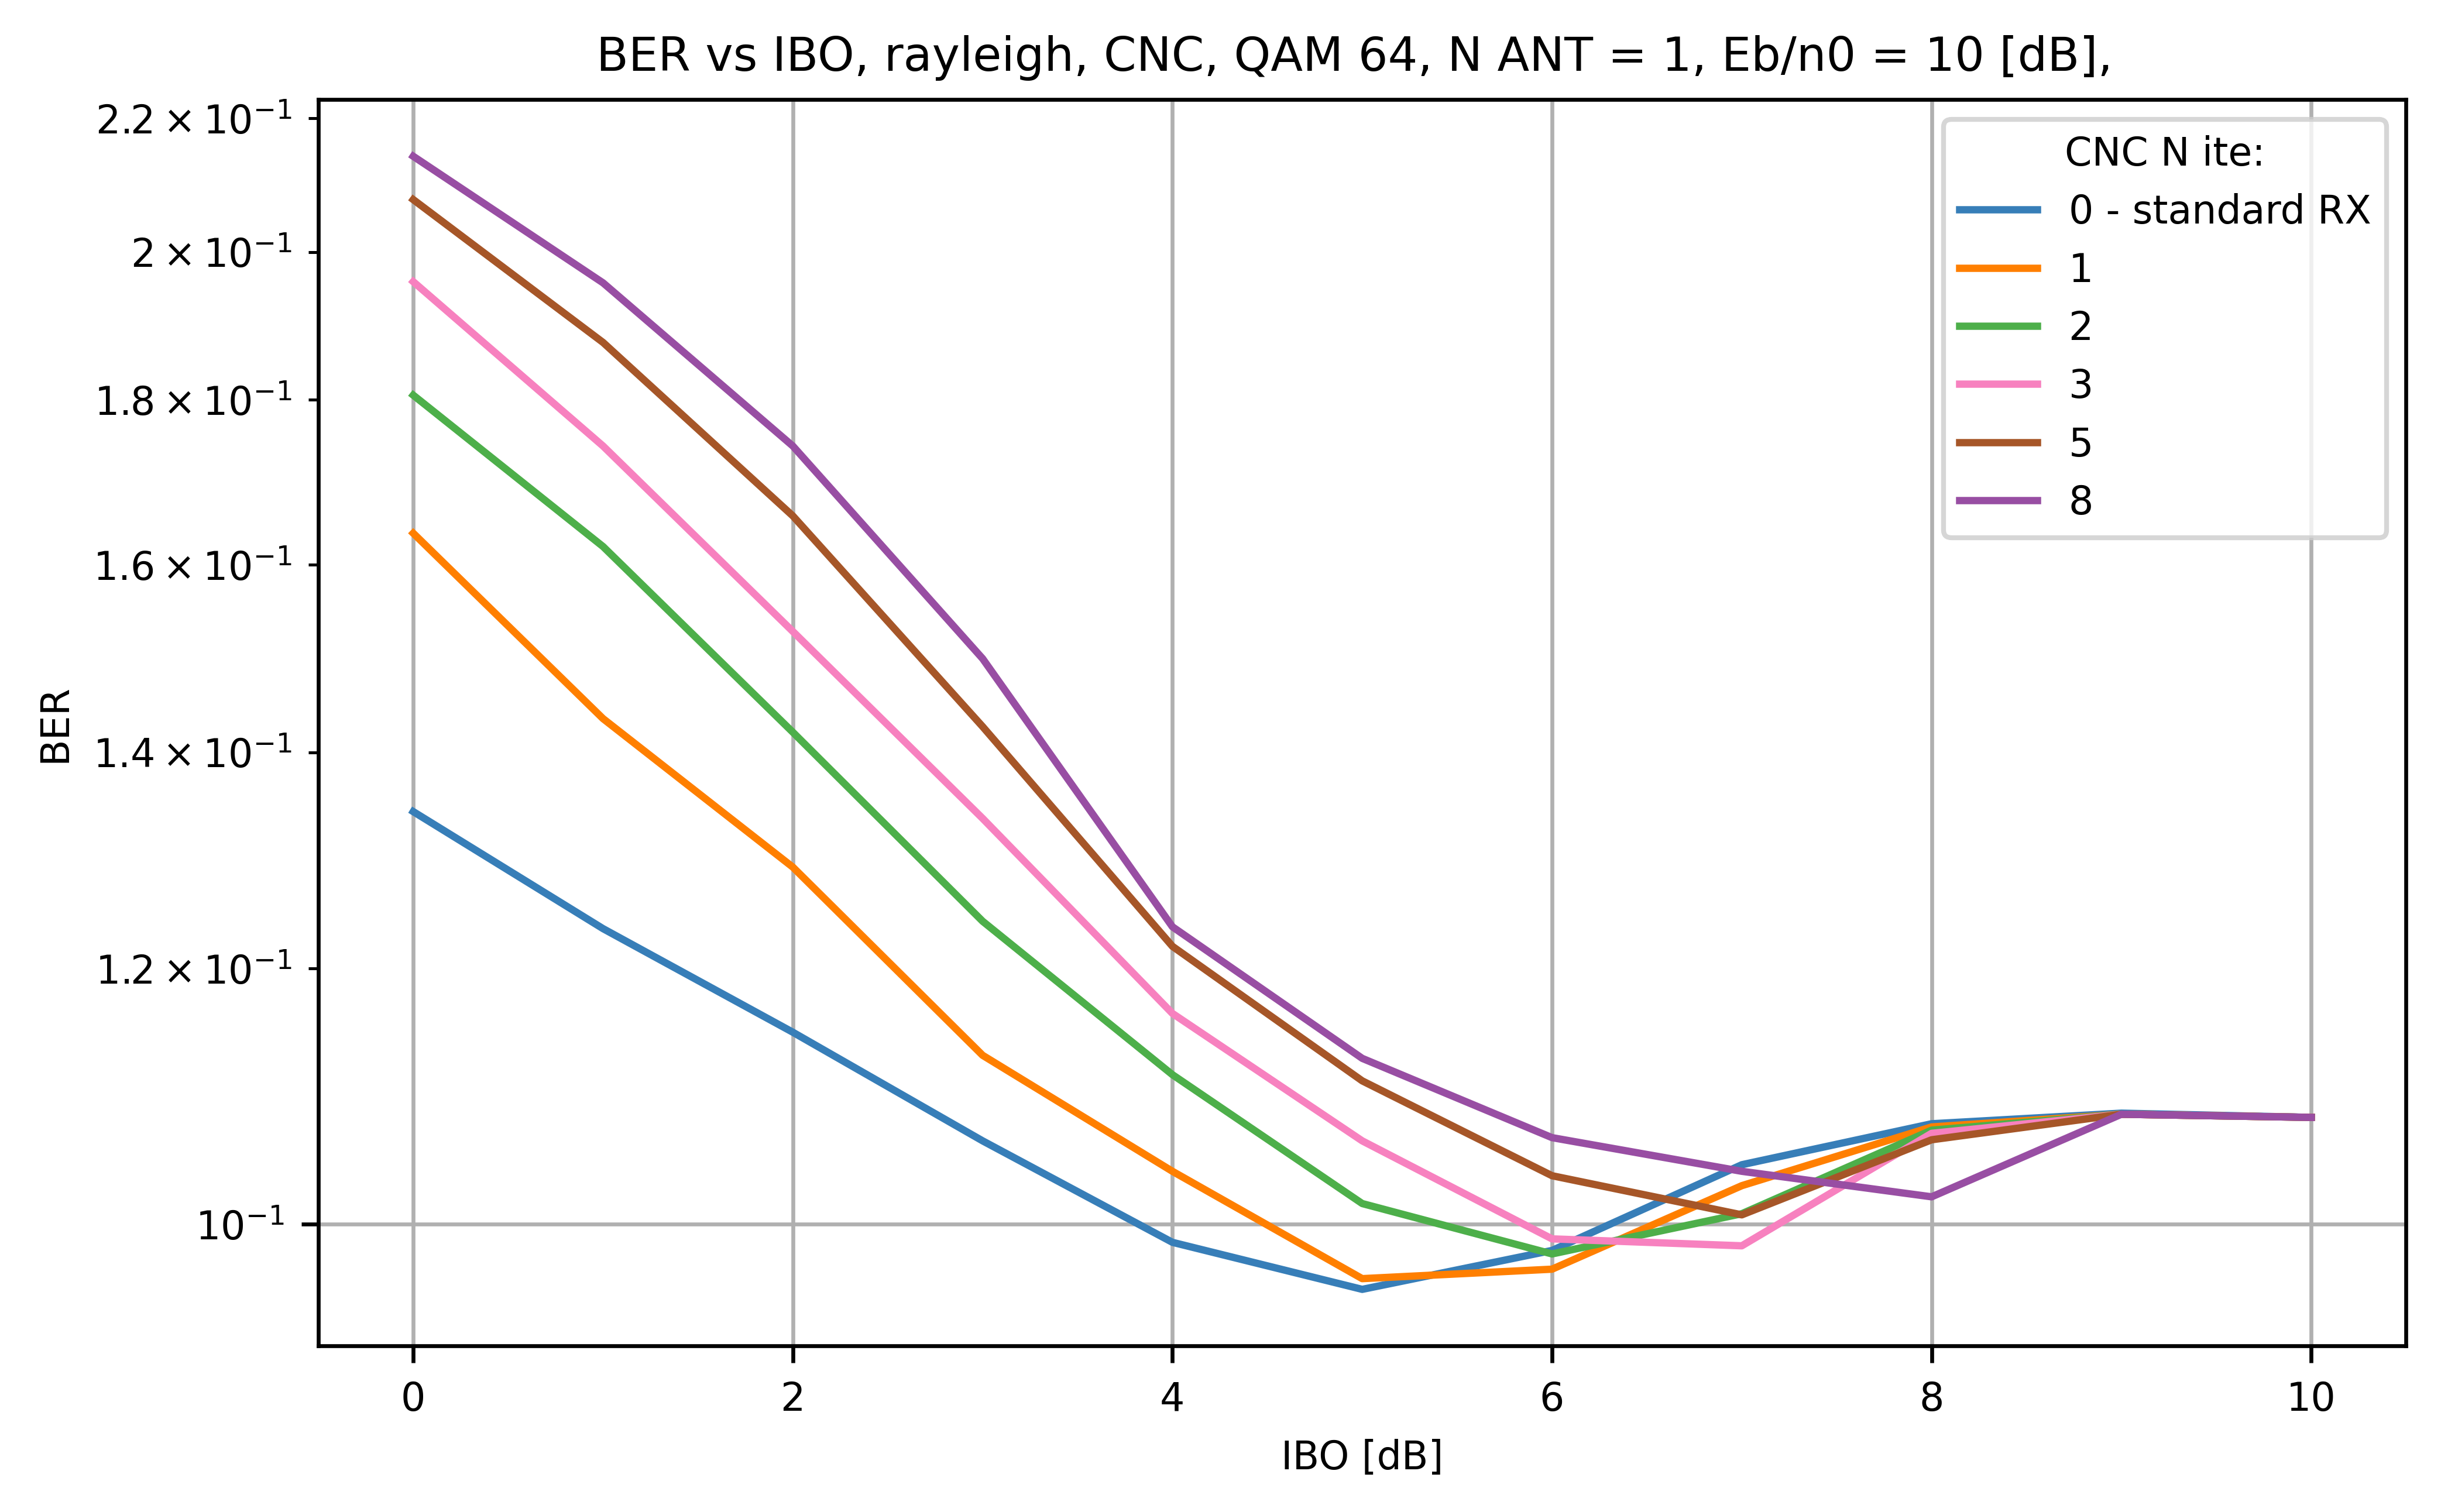 BER vs IBO, rayleigh, CNC, QAM 64, N ANT = 1, Eb/n0 = 10 [dB],
2.2 × 10⁻¹
2 × 10⁻¹
1.8 × 10⁻¹
1.6 × 10⁻¹
1.4 × 10⁻¹
1.2 × 10⁻¹
10⁻¹
BER
CNC N ite:
0 - standard RX
1
2
3
5
8
0 2 4 6 8 10
IBO [dB]